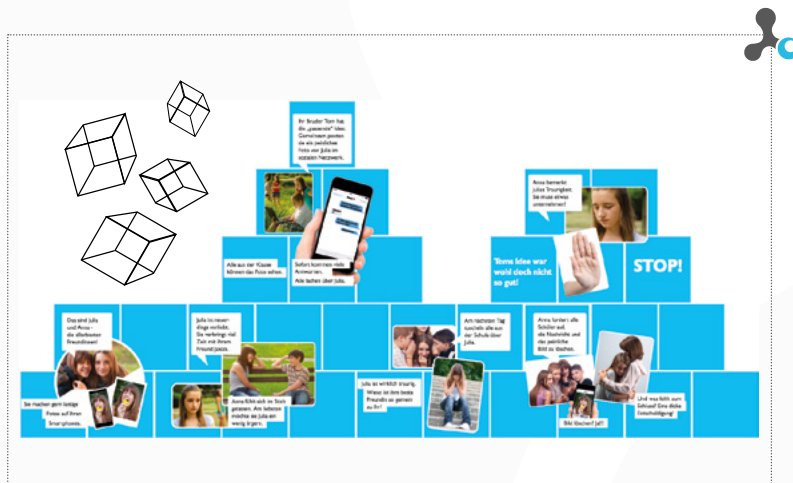 Ihr Bruder Tom hat
die „passende“ Idee:
Gemeinsam posten
sie ein peinliches
Foto von Julia im
sozialen Netzwerk.
Anna bemerkt
Julias Traurigkeit.
Sie muss etwas
unternehmen!
Alle aus der Klasse
können das Foto sehen.
Sofort kommen viele
Antworten.
Alle lachen über Julia.
Toms Idee war
wohl doch nicht
so gut!
STOP!
Das sind Julia
und Anna -
die allerbesten
Freundinnen!
Julia ist neuer-
dings verliebt.
Sie verbringt viel
Zeit mit ihrem
Freund
Am nächsten Tag
tuscheln alle aus
der Schule über
Julia.
Anna fordert alle
Schüler auf,
die Nachricht und
das peinliche
Bild zu löschen.
Sie machen gern lustige
Fotos auf ihren
Smartphones.
Anna fühlt sich im Stich
gelassen. Am liebsten
möchte sie Julia ein
wenig ärgern.
Julia ist wirklich traurig.
Wieso ist ihre beste
Freundin so gemein
zu ihr?
Bild löschen? Ja!!
Und was fehlt zum
Schluss? Eine dicke
Entschuldigung!